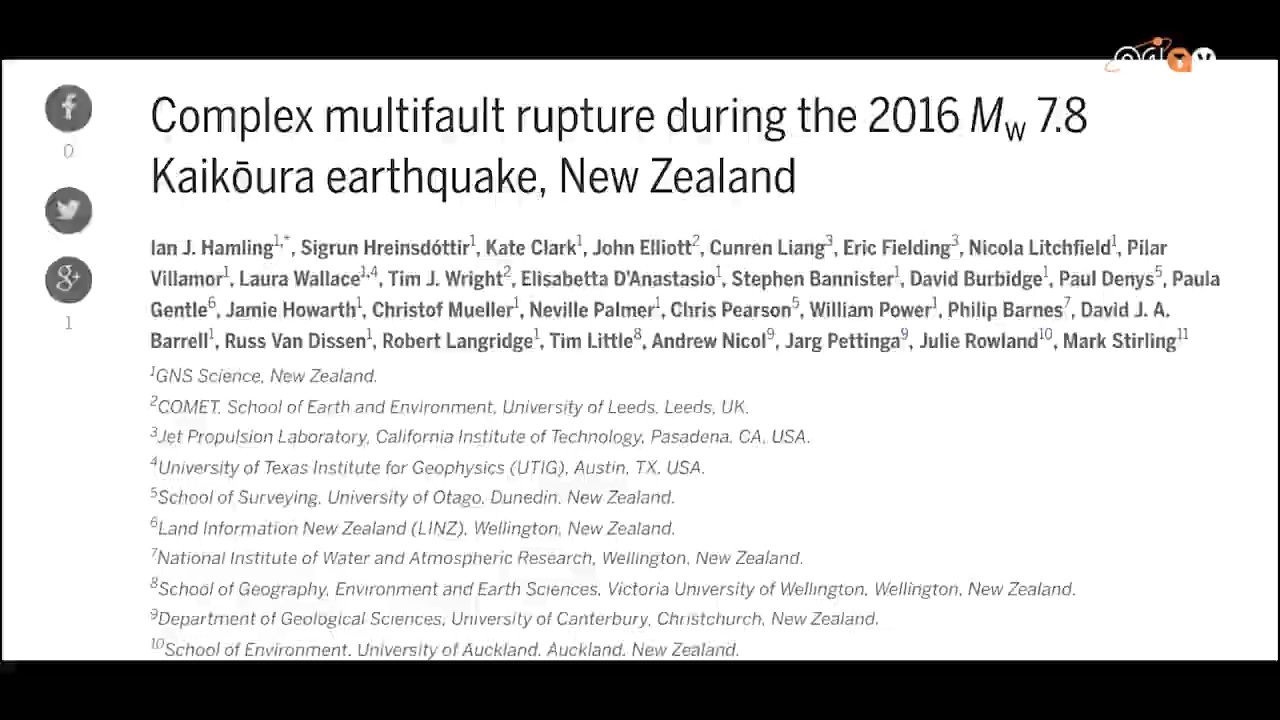 Complex multifault rupture during the 2016 Mw 7.8
Kaikōura earthquake, New Zealand
0
1
Ian J. Hamling1,*, Sigrun Hreinsdóttir1, Kate Clark1, John Elliott2, Cunren Liang3, Eric Fielding3, Nicola Litchfield1, Pilar
Villamor1, Laura Wallace1,4, Tim J. Wright2, Elisabetta D'Anastasio1, Stephen Bannister1, David Burbidge1, Paul Denys5, Paula
Gentle6, Jamie Howarth1, Christof Mueller1, Neville Palmer1, Chris Pearson5, William Power1, Philip Barnes7, David J. A.
Barrell1, Russ Van Dissen1, Robert Langridge1, Tim Little8, Andrew Nicol9, Jarg Pettinga9, Julie Rowland10, Mark Stirling11
1GNS Science, New Zealand.
2COMET, School of Earth and Environment, University of Leeds, Leeds, UK.
3Jet Propulsion Laboratory, California Institute of Technology, Pasadena, CA, USA.
4University of Texas Institute for Geophysics (UTIG), Austin, TX, USA.
5School of Surveying, University of Otago, Dunedin, New Zealand.
6Land Information New Zealand (LINZ), Wellington, New Zealand.
7National Institute of Water and Atmospheric Research, Wellington, New Zealand.
8School of Geography, Environment and Earth Sciences, Victoria University of Wellington, Wellington, New Zealand.
9Department of Geological Sciences, University of Canterbury, Christchurch, New Zealand.
10School of Environment, University of Auckland, Auckland, New Zealand.